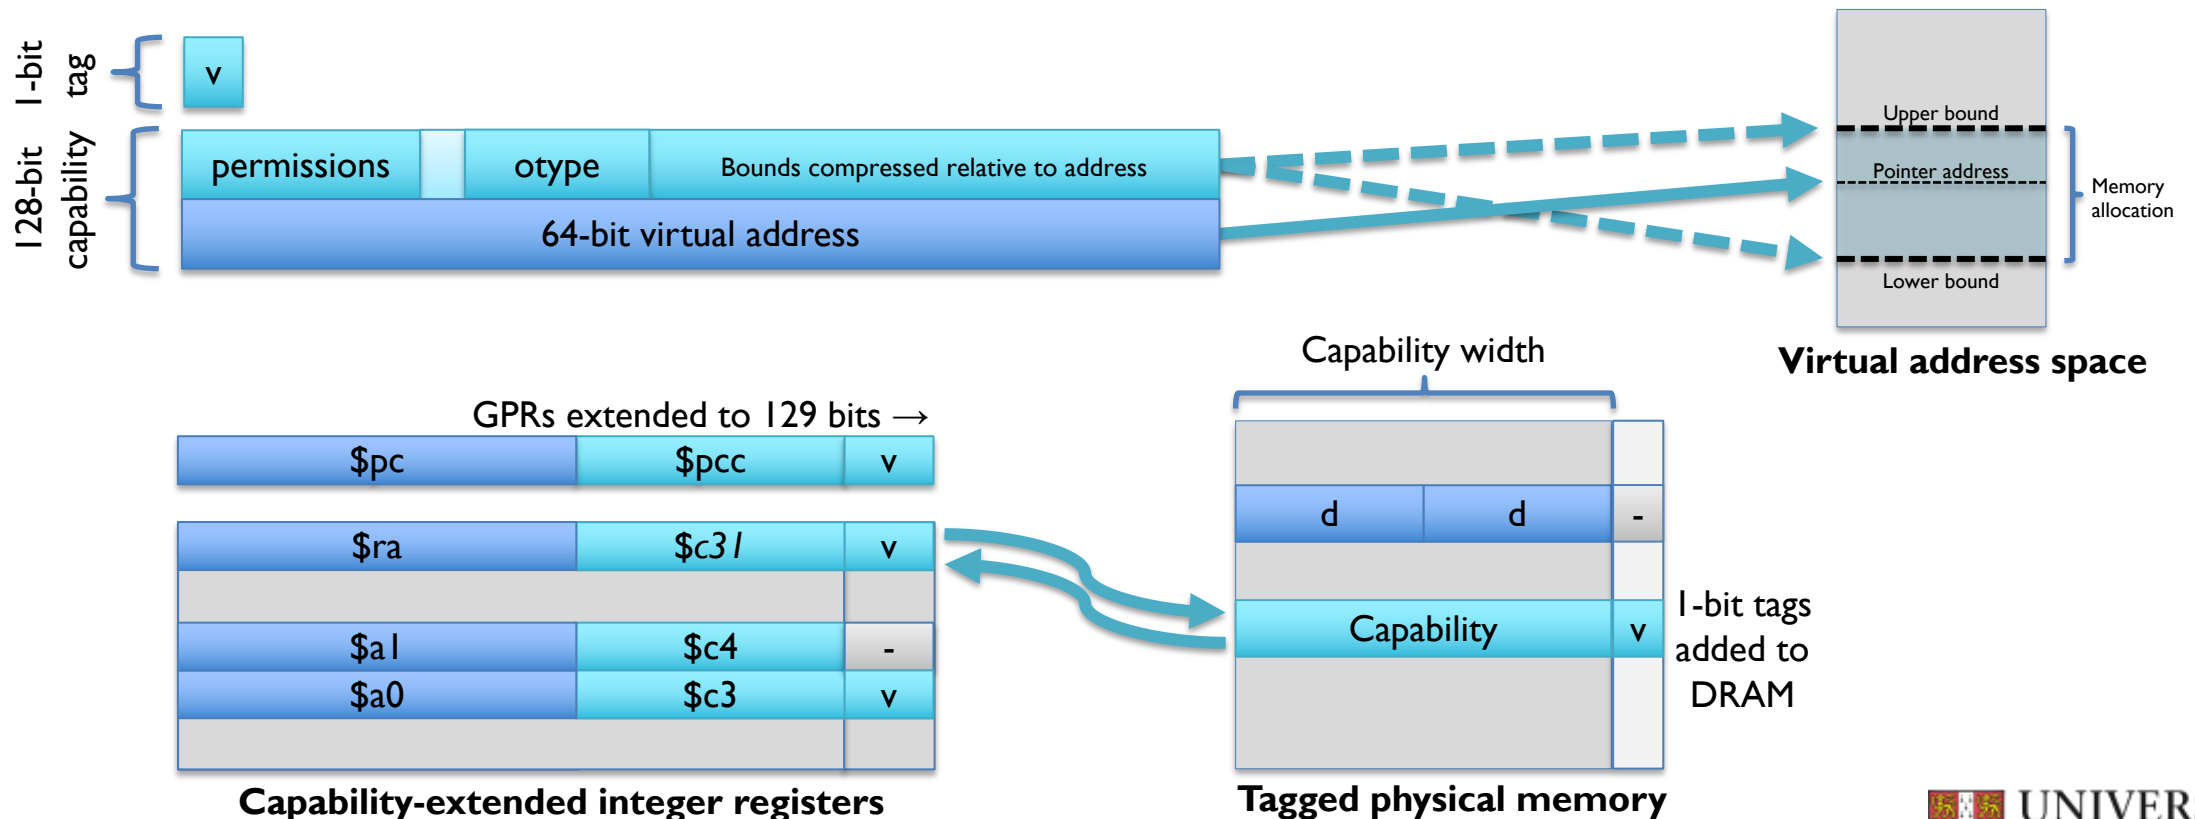 1-bit
tag
v
128-bit
capability
permissions
otype
Bounds compressed relative to address
64-bit virtual address
Upper bound
Pointer address
Lower bound
Memory
allocation
Virtual address space
GPRs extended to 129 bits →
$pc $pcc v
$ra $c31 v
$a1 $c4 -
$a0 $c3 v
Capability-extended integer registers
Capability width
d d -
Capability v
1-bit tags
added to
DRAM
Tagged physical memory
UNIVER